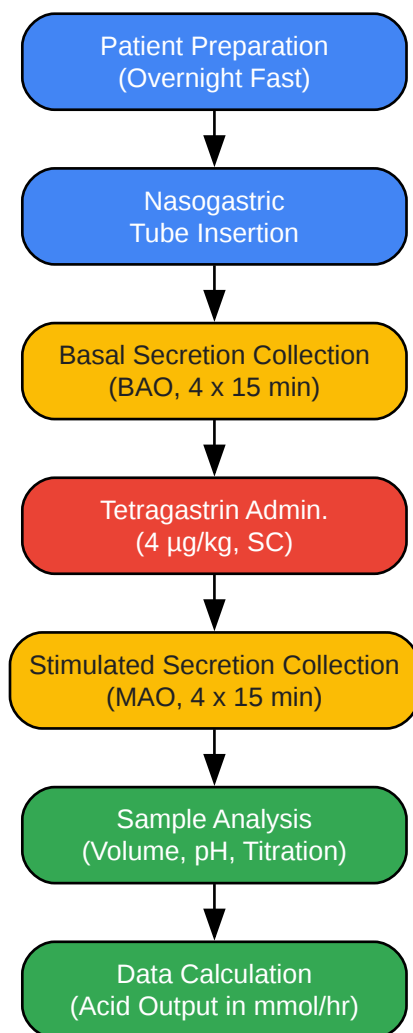 Patient Preparation
(Overnight Fast)
Nasogastric
Tube Insertion
Basal Secretion Collection
(BAO, 4 x 15 min)
Tetragastrin Admin.
(4 µg/kg, SC)
Stimulated Secretion Collection
(MAO, 4 x 15 min)
Sample Analysis
(Volume, pH, Titration)
Data Calculation
(Acid Output in mmol/hr)